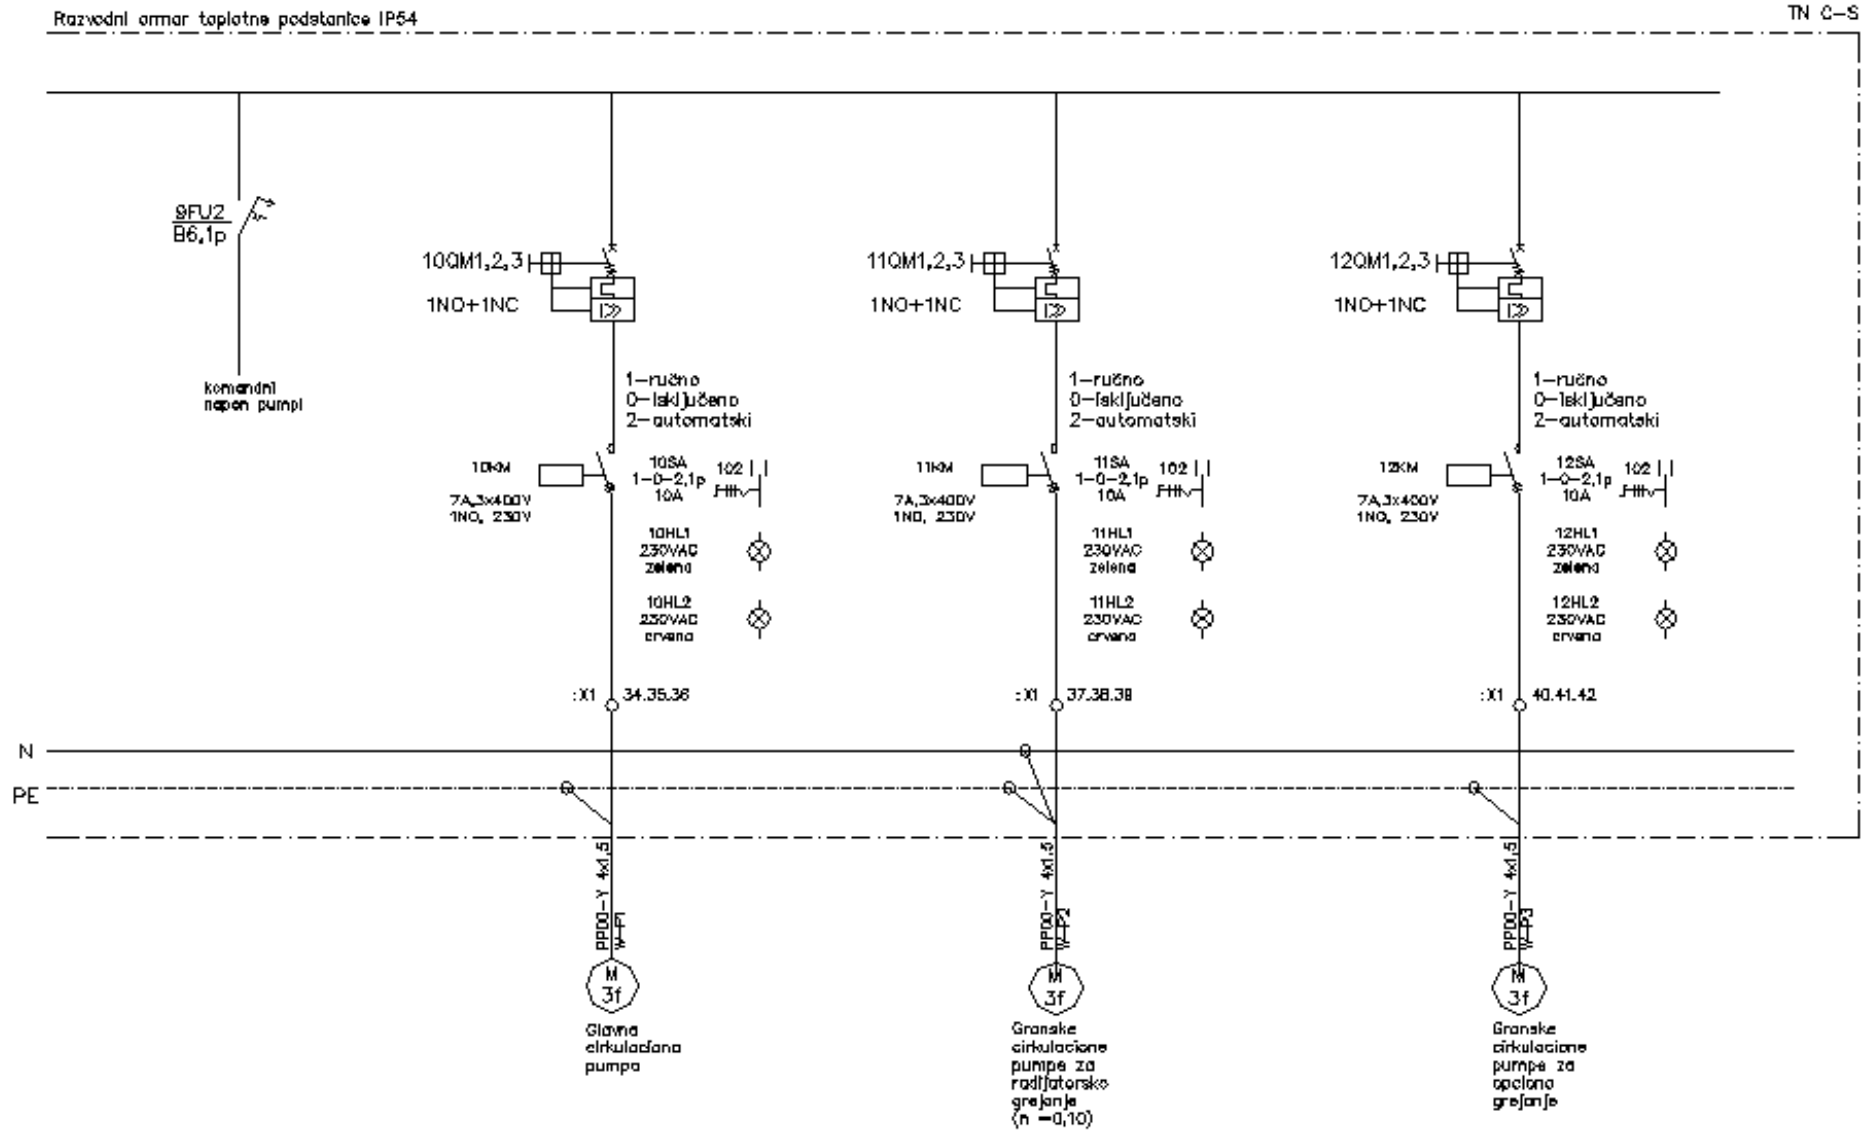 Razvodni ormar toplotne podstanice IP54
TN C-S
9FU2
B6,1p
komandni
napon pumpi
10QM1,2,3
1NO+1NC
1-ručno
0-isključeno
2-automatski
10KM
7A,3x400V
1NO, 230V
10SA
1-0-2,1p
10A
102
10HL1
230VAC
zelena
10HL2
230VAC
crvena
:X1
34.35.36
11QM1,2,3
1NO+1NC
1-ručno
0-isključeno
2-automatski
11KM
7A,3x400V
1NO, 230V
11SA
1-0-2,1p
10A
102
11HL1
230VAC
zelena
11HL2
230VAC
crvena
:X1
37.38.39
12QM1,2,3
1NO+1NC
1-ručno
0-isključeno
2-automatski
12KM
7A,3x400V
1NO, 230V
12SA
1-0-2,1p
10A
102
12HL1
230VAC
zelena
12HL2
230VAC
crvena
:X1
40.41.42
N
PE
PP00-Y 4x1,5
W-P1
M
3f
Glavna
cirkulaciona
pumpa
PP00-Y 4x1,5
W-P2
M
3f
Granske
cirkulacione
pumpe za
radijatorsko
grejanje
PP00-Y 4x1,5
W-P3
M
3f
Granske
cirkulacione
pumpe za
grejanje